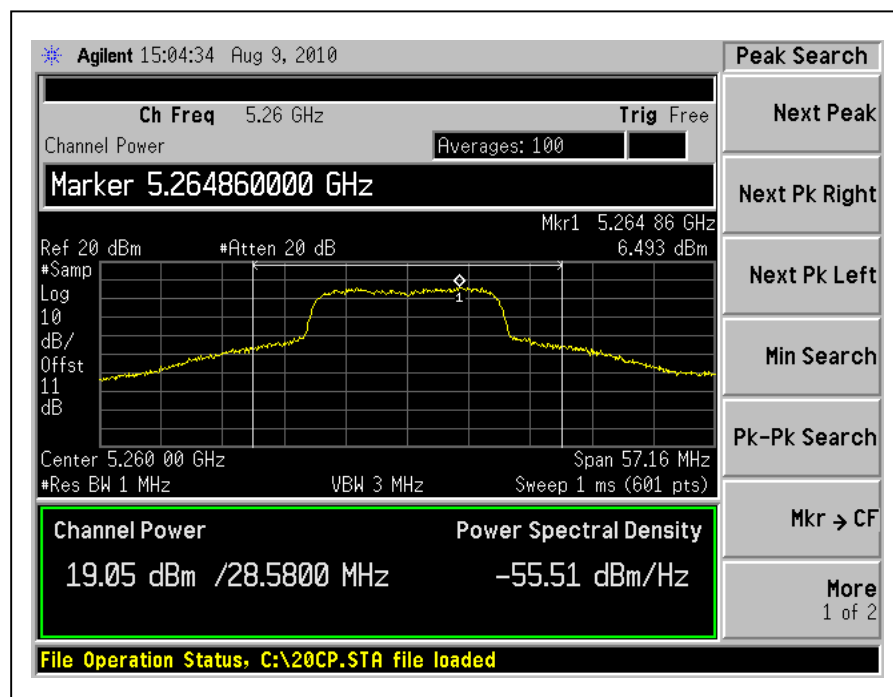 Agilent 15:04:34 Aug 9, 2010
Peak Search
Ch Freq 5.26 GHz Trig Free
Channel Power Averages: 100
Marker 5.264860000 GHz
Mkr1 5.264 86 GHz
Ref 20 dBm #Atten 20 dB 6.493 dBm
#Samp
Log
10
dB/
Offst
11
dB
1
Center 5.260 00 GHz Span 57.16 MHz
#Res BW 1 MHz VBW 3 MHz Sweep 1 ms (601 pts)
Channel Power Power Spectral Density
19.05 dBm /28.5800 MHz -55.51 dBm/Hz
File Operation Status, C:\20CP.STA file loaded
Next Peak
Next Pk Right
Next Pk Left
Min Search
Pk-Pk Search
Mkr → CF
More
1 of 2